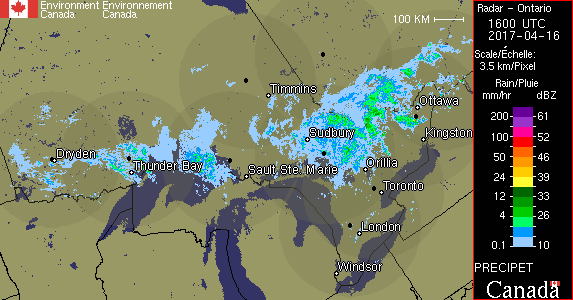 Environment Environnement
Canada Canada
100 KM
Timmins
Ottawa
Sudbury
Kingston
Dryden
Thunder Bay
Sault, Ste. Marie
Orillia
Toronto
London
Windsor
Radar - Ontario
1600 UTC
2017-04-16
Scale/Échelle:
3.5 km/Pixel
Rain/Pluie
mm/hr dBZ
200 61
100 52
50 46
24 39
12 33
4 26
0.1 10
PRECIPET
Canada